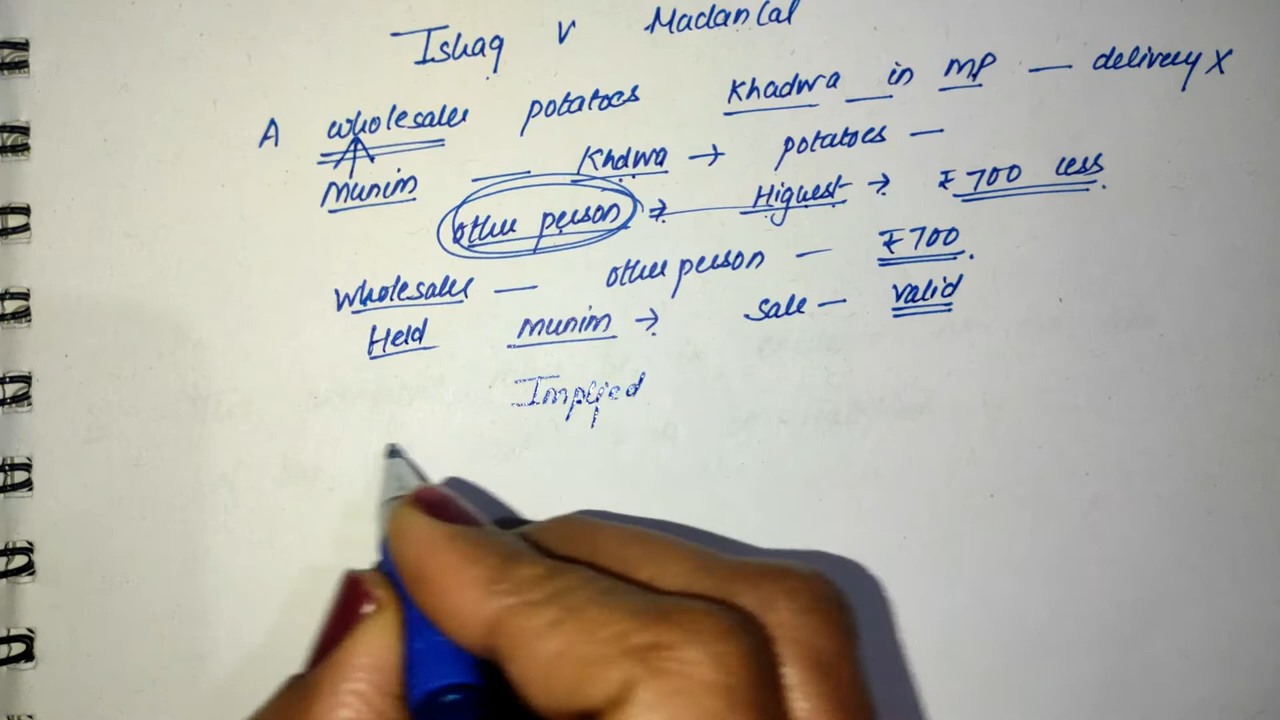 Ishaq v Madanlal
A wholesaler potatoes Khadwa in MP — delivery X
Munim — Khdwa → potatoes —
other person → Highest → ₹700 less.
Wholesaler — other person — ₹700.
Held munim → Sale — valid
Implied